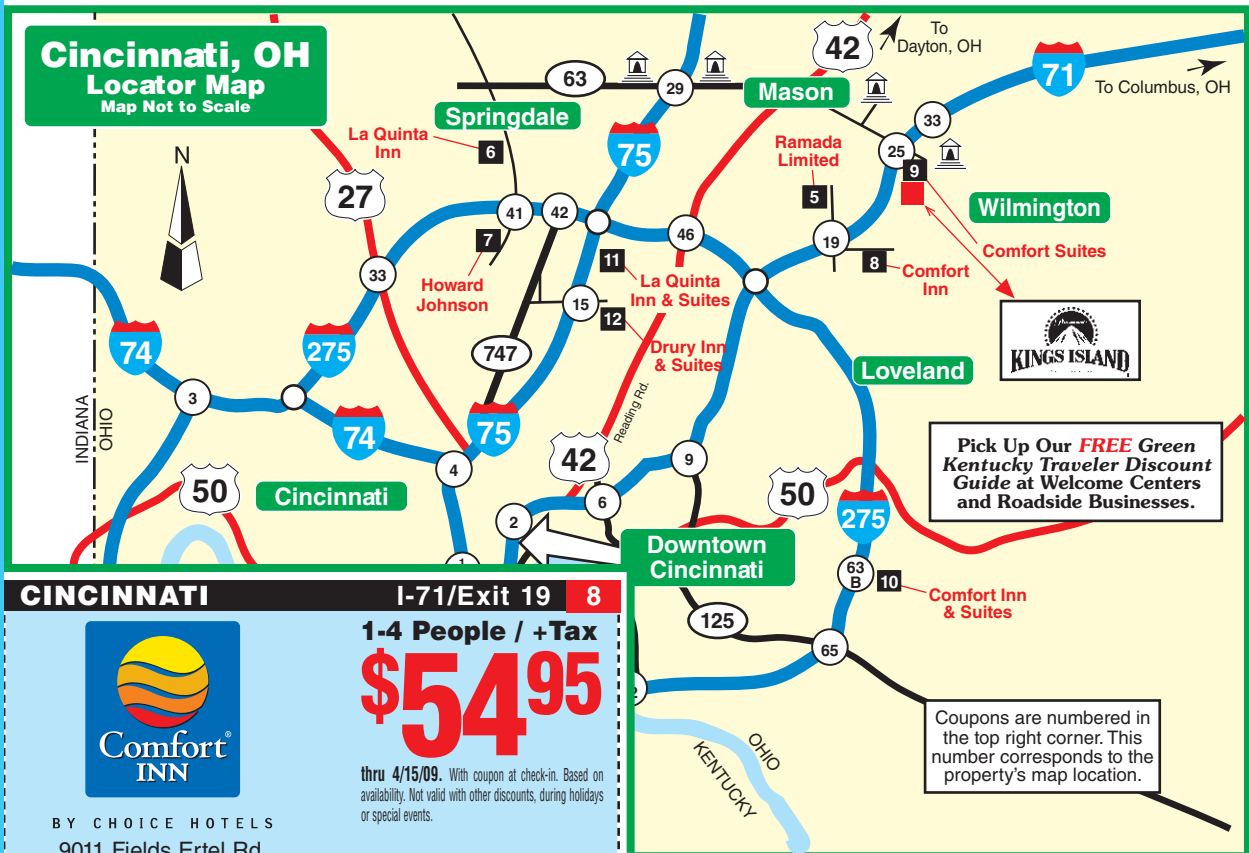 Cincinnati, OH
Locator Map
Map Not to Scale
N
To
Dayton, OH
42
71
To Columbus, OH
63
29
Mason
Springdale
33
La Quinta
Inn
6
75
Ramada
Limited
25
9
27
5
Wilmington
41
42
46
19
7
Comfort Suites
33
11
8
Comfort
Inn
Howard
Johnson
La Quinta
Inn & Suites
15
12
KINGS ISLAND
74
275
747
Drury Inn
& Suites
Loveland
3
INDIANA
OHIO
74
75
Reading Rd.
Pick Up Our FREE Green
Kentucky Traveler Discount
Guide at Welcome Centers
and Roadside Businesses.
42
9
4
50
Cincinnati
50
6
2
275
1
Downtown
Cincinnati
63
B
10
Comfort Inn
& Suites
125
65
2
OHIO
KENTUCKY
Coupons are numbered in
the top right corner. This
number corresponds to the
property's map location.
CINCINNATI I-71/Exit 19 8
1-4 People / +Tax
$54.95
Comfort®
INN
thru 4/15/09. With coupon at check-in. Based on
availability. Not valid with other discounts, during holidays
or special events.
BY CHOICE HOTELS
9011 Fields Ertel Rd